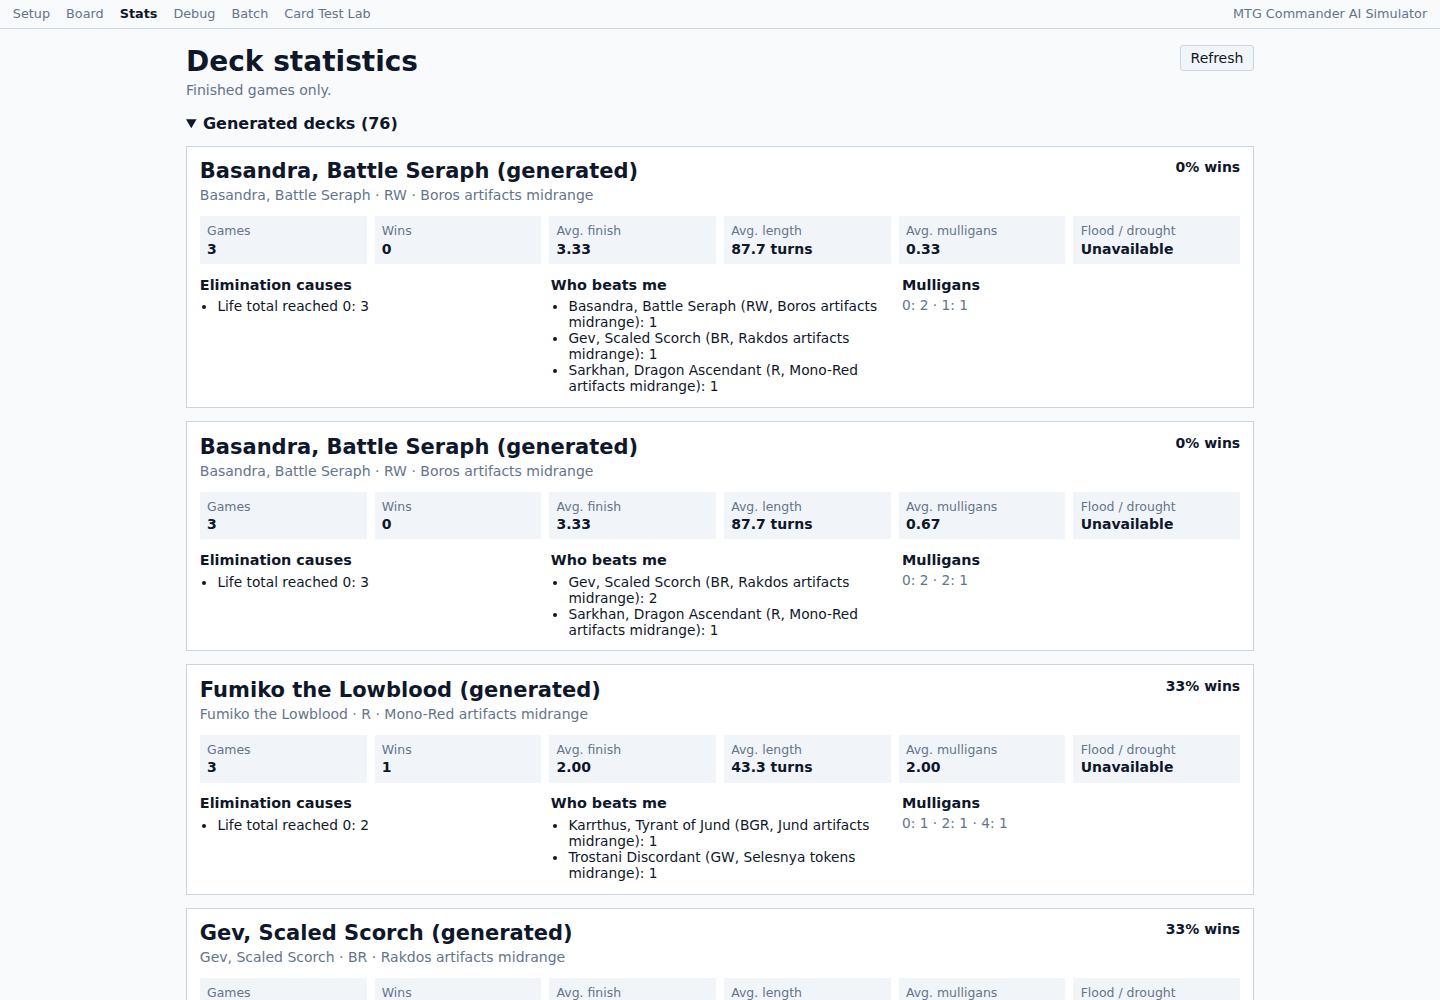 Setup Board Stats Debug Batch Card Test Lab MTG Commander AI Simulator
Deck statistics
Refresh
Finished games only.
▼ Generated decks (76)
Basandra, Battle Seraph (generated)
0% wins
Basandra, Battle Seraph · RW · Boros artifacts midrange
Games Wins Avg. finish Avg. length Avg. mulligans Flood / drought
3 0 3.33 87.7 turns 0.33 Unavailable
Elimination causes
• Life total reached 0: 3
Who beats me
• Basandra, Battle Seraph (RW, Boros artifacts
midrange): 1
• Gev, Scaled Scorch (BR, Rakdos artifacts
midrange): 1
• Sarkhan, Dragon Ascendant (R, Mono-Red
artifacts midrange): 1
Mulligans
0: 2 · 1: 1
Basandra, Battle Seraph (generated)
0% wins
Basandra, Battle Seraph · RW · Boros artifacts midrange
Games Wins Avg. finish Avg. length Avg. mulligans Flood / drought
3 0 3.33 87.7 turns 0.67 Unavailable
Elimination causes
• Life total reached 0: 3
Who beats me
• Gev, Scaled Scorch (BR, Rakdos artifacts
midrange): 2
• Sarkhan, Dragon Ascendant (R, Mono-Red
artifacts midrange): 1
Mulligans
0: 2 · 2: 1
Fumiko the Lowblood (generated)
33% wins
Fumiko the Lowblood · R · Mono-Red artifacts midrange
Games Wins Avg. finish Avg. length Avg. mulligans Flood / drought
3 1 2.00 43.3 turns 2.00 Unavailable
Elimination causes
• Life total reached 0: 2
Who beats me
• Karrthus, Tyrant of Jund (BGR, Jund artifacts
midrange): 1
• Trostani Discordant (GW, Selesnya tokens
midrange): 1
Mulligans
0: 1 · 2: 1 · 4: 1
Gev, Scaled Scorch (generated)
33% wins
Gev, Scaled Scorch · BR · Rakdos artifacts midrange
Games Wins Avg. finish Avg. length Avg. mulligans Flood / drought